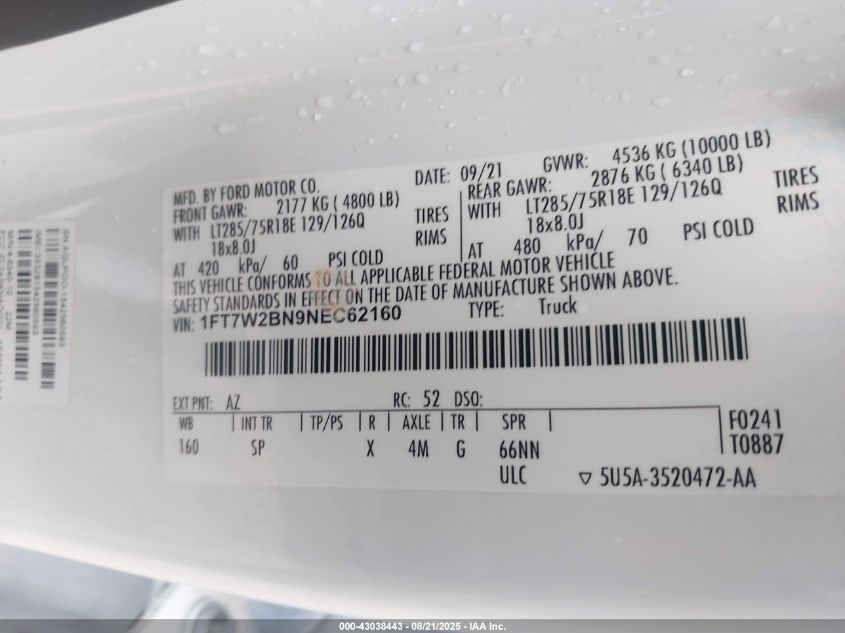 MFD. BY FORD MOTOR CO.
DATE: 09/21 GVWR: 4536 KG (10000 LB)
FRONT GAWR: 2177 KG ( 4800 LB)
REAR GAWR: 2876 KG ( 6340 LB)
WITH LT285/75R18E 129/126Q TIRES
WITH LT285/75R18E 129/126Q TIRES
18x8.0J RIMS
18x8.0J RIMS
AT 420 kPa/ 60 PSI COLD
AT 480 kPa/ 70 PSI COLD
THIS VEHICLE CONFORMS TO ALL APPLICABLE FEDERAL MOTOR VEHICLE
SAFETY STANDARDS IN EFFECT ON THE DATE OF MANUFACTURE SHOWN ABOVE.
VIN: 1FT7W2BN9NEC62160 TYPE: Truck
EXT PNT: AZ RC: 52 DSO:
WB INT TR TP/PS R AXLE TR SPR F0241
160 SP X 4M G 66NN T0887
ULC ▽ 5U5A-3520472-AA
000-43038443 - 08/21/2025 - IAA Inc.